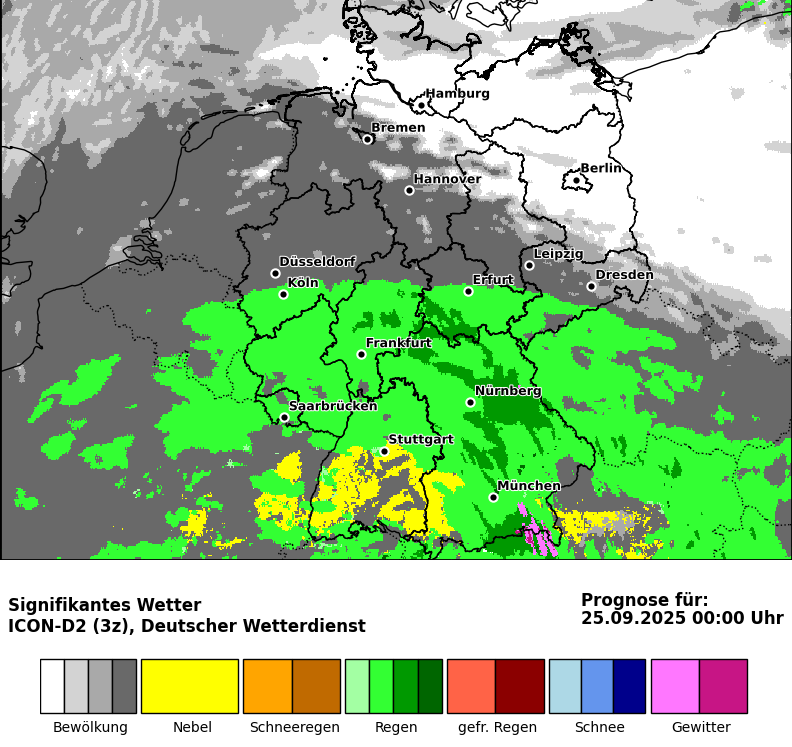 Hamburg
Bremen
Berlin
Hannover
Leipzig
Düsseldorf
Dresden
Köln
Erfurt
Frankfurt
Nürnberg
Saarbrücken
Stuttgart
München
Signifikantes Wetter
ICON-D2 (3z), Deutscher Wetterdienst
Prognose für:
25.09.2025 00:00 Uhr
Bewölkung
Nebel
Schneeregen
Regen
gefr. Regen
Schnee
Gewitter